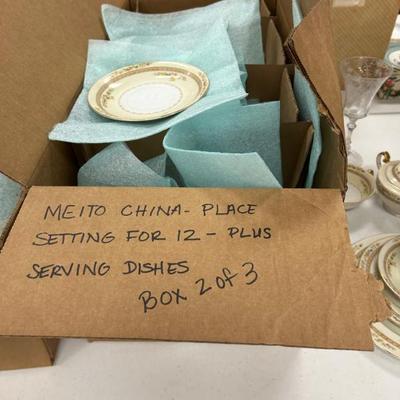 MEITO CHINA - PLACE
SETTING FOR 12 - PLUS
SERVING DISHES
BOX 2 of 3